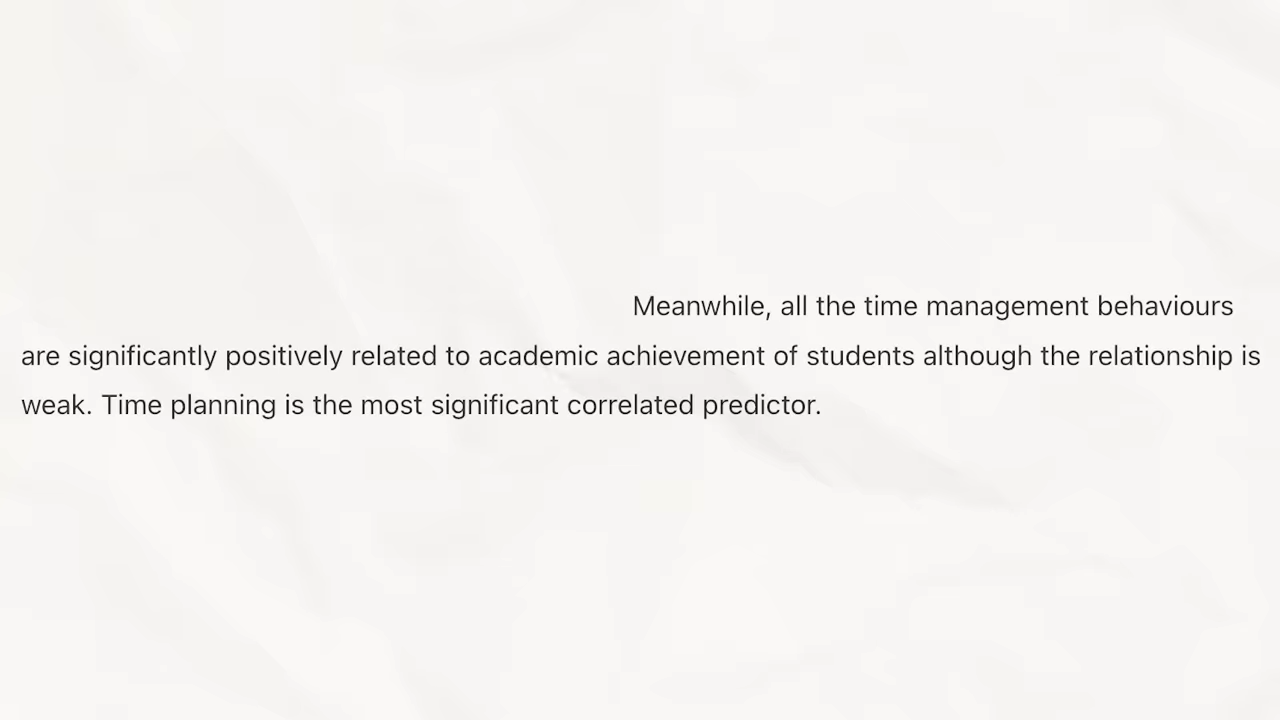 Meanwhile, all the time management behaviours
are significantly positively related to academic achievement of students although the relationship is
weak. Time planning is the most significant correlated predictor.